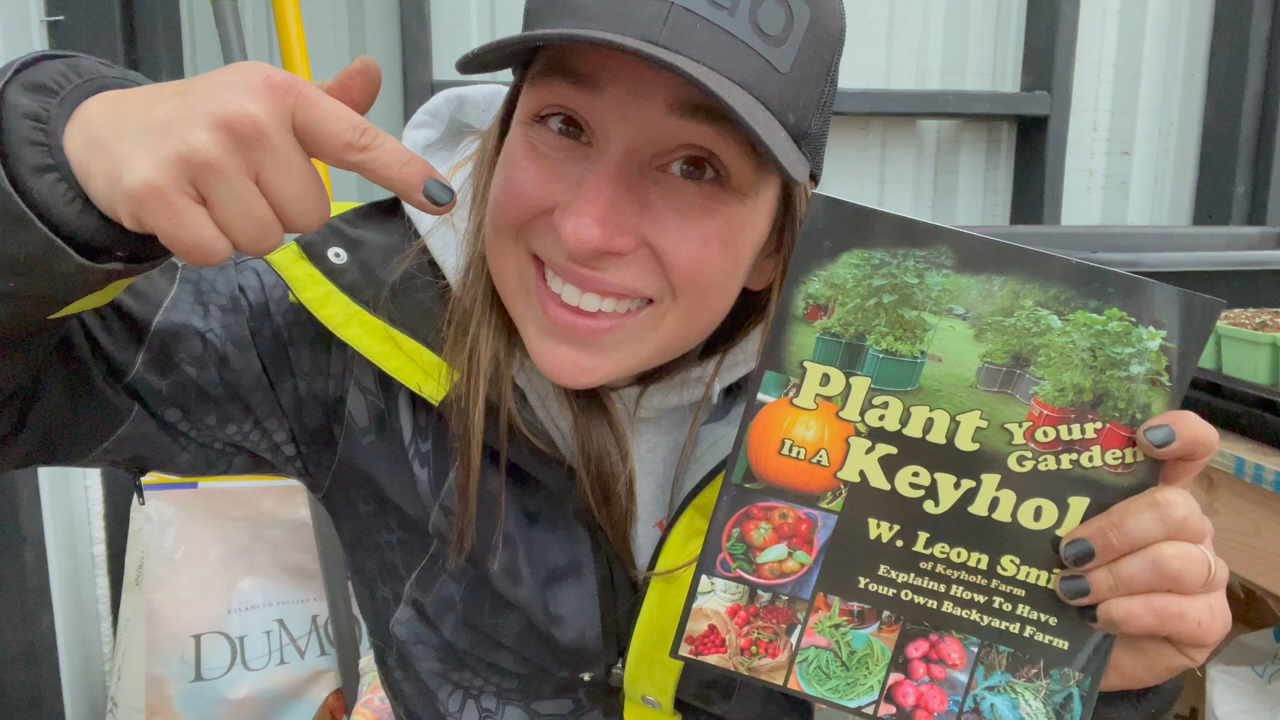 Plant Your
Garden
In A Keyhol
W. Leon Smi
of Keyhole Farm
Explains How To Have
Your Own Backyard Farm
DUMO